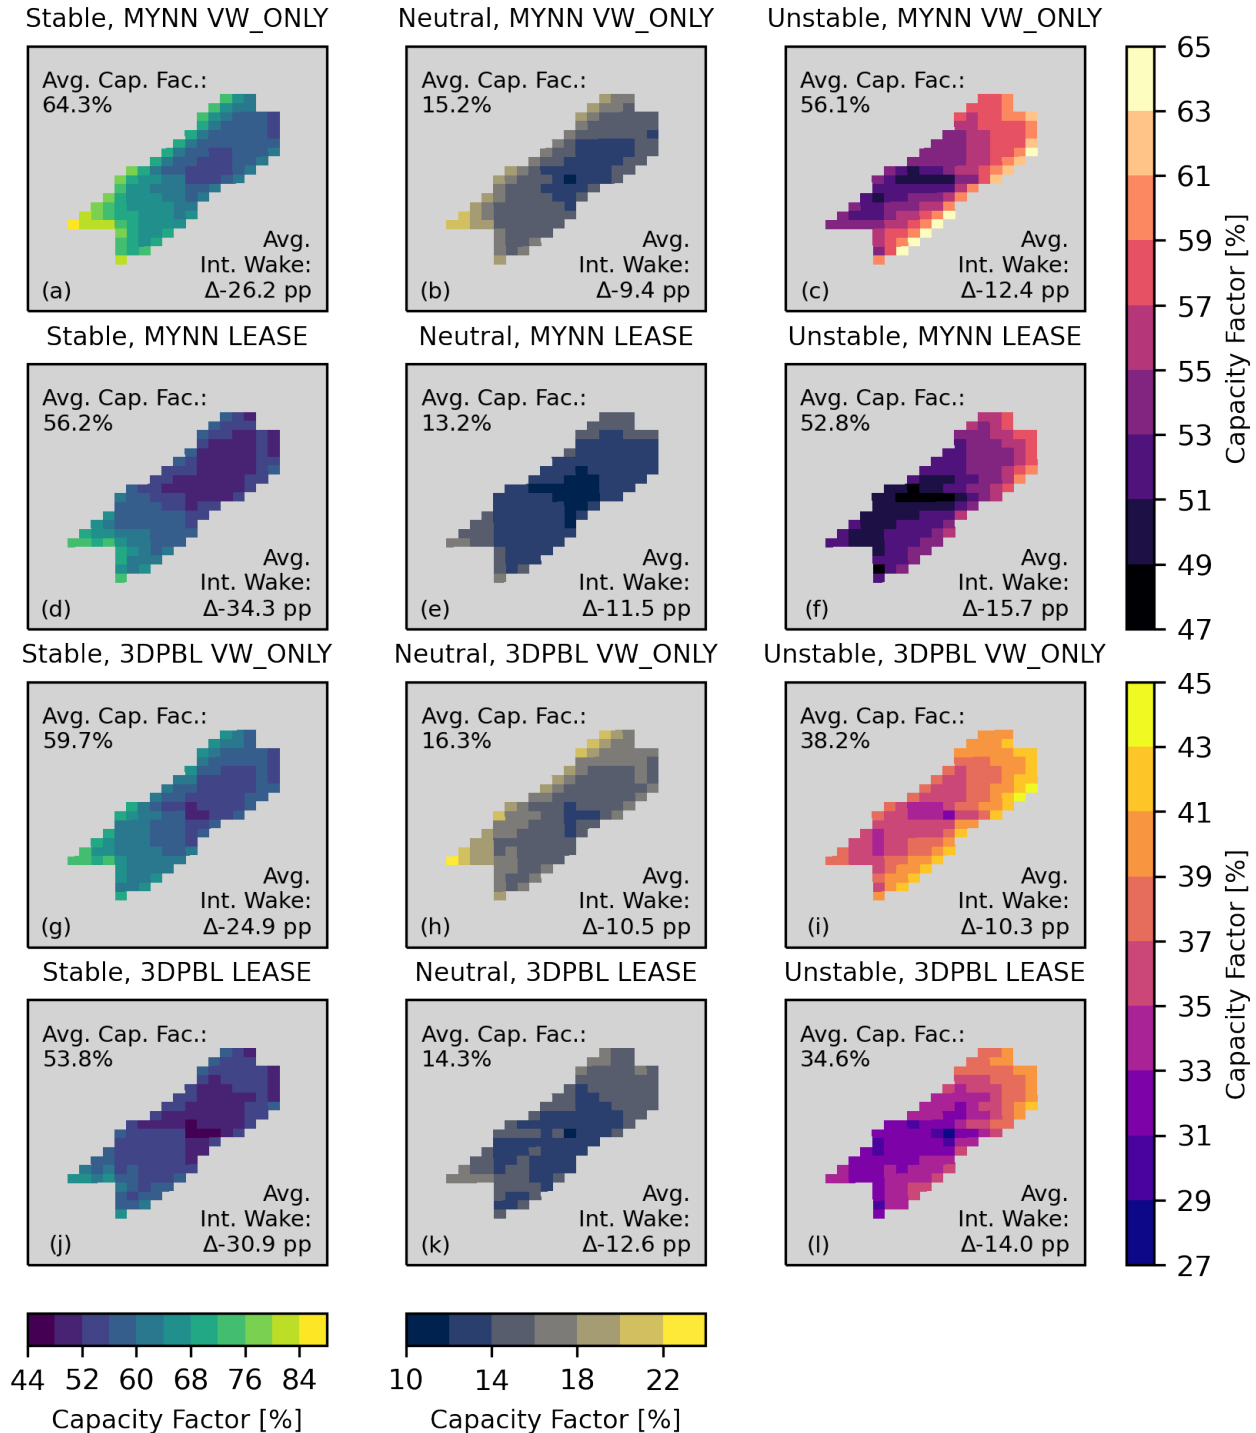 Stable, MYNN VW_ONLY
Neutral, MYNN VW_ONLY
Unstable, MYNN VW_ONLY
Avg. Cap. Fac.:
64.3%
Avg.
Int. Wake:
Δ-26.2 pp
(a)
Avg. Cap. Fac.:
15.2%
Avg.
Int. Wake:
Δ-9.4 pp
(b)
Avg. Cap. Fac.:
56.1%
Avg.
Int. Wake:
Δ-12.4 pp
(c)
Stable, MYNN LEASE
Neutral, MYNN LEASE
Unstable, MYNN LEASE
Avg. Cap. Fac.:
56.2%
Avg.
Int. Wake:
Δ-34.3 pp
(d)
Avg. Cap. Fac.:
13.2%
Avg.
Int. Wake:
Δ-11.5 pp
(e)
Avg. Cap. Fac.:
52.8%
Avg.
Int. Wake:
Δ-15.7 pp
(f)
65
63
61
59
57
55
53
51
49
47
Capacity Factor [%]
Stable, 3DPBL VW_ONLY
Neutral, 3DPBL VW_ONLY
Unstable, 3DPBL VW_ONLY
Avg. Cap. Fac.:
59.7%
Avg.
Int. Wake:
Δ-24.9 pp
(g)
Avg. Cap. Fac.:
16.3%
Avg.
Int. Wake:
Δ-10.5 pp
(h)
Avg. Cap. Fac.:
38.2%
Avg.
Int. Wake:
Δ-10.3 pp
(i)
Stable, 3DPBL LEASE
Neutral, 3DPBL LEASE
Unstable, 3DPBL LEASE
Avg. Cap. Fac.:
53.8%
Avg.
Int. Wake:
Δ-30.9 pp
(j)
Avg. Cap. Fac.:
14.3%
Avg.
Int. Wake:
Δ-12.6 pp
(k)
Avg. Cap. Fac.:
34.6%
Avg.
Int. Wake:
Δ-14.0 pp
(l)
45
43
41
39
37
35
33
31
29
27
Capacity Factor [%]
44 52 60 68 76 84
Capacity Factor [%]
10 14 18 22
Capacity Factor [%]